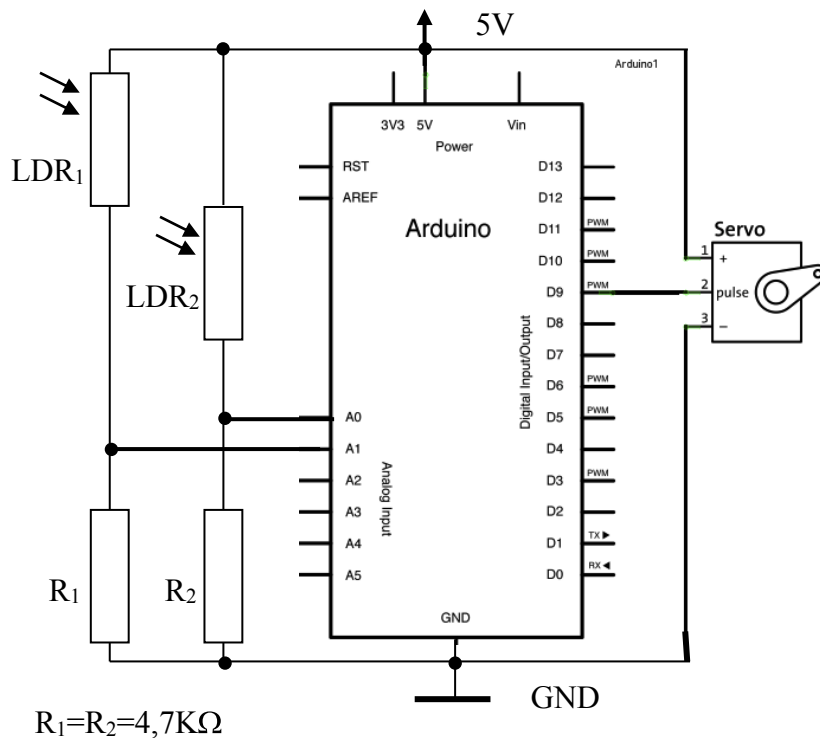 5V
Arduino1
3V3 5V Vin
Power
LDR₁
RST D13
AREF D12
Arduino
D11 PWM
Servo
LDR₂
D10 PWM
1 +
D9 PWM
2 pulse
D8
3 −
D7
Digital Input/Output
D6 PWM
A0 D5 PWM
A1 D4
A2 D3 PWM
Analog Input
A3 D2
A4 D1 TX ▶
A5 D0 RX ◀
R₁ R₂
GND
GND
R₁=R₂=4,7KΩ